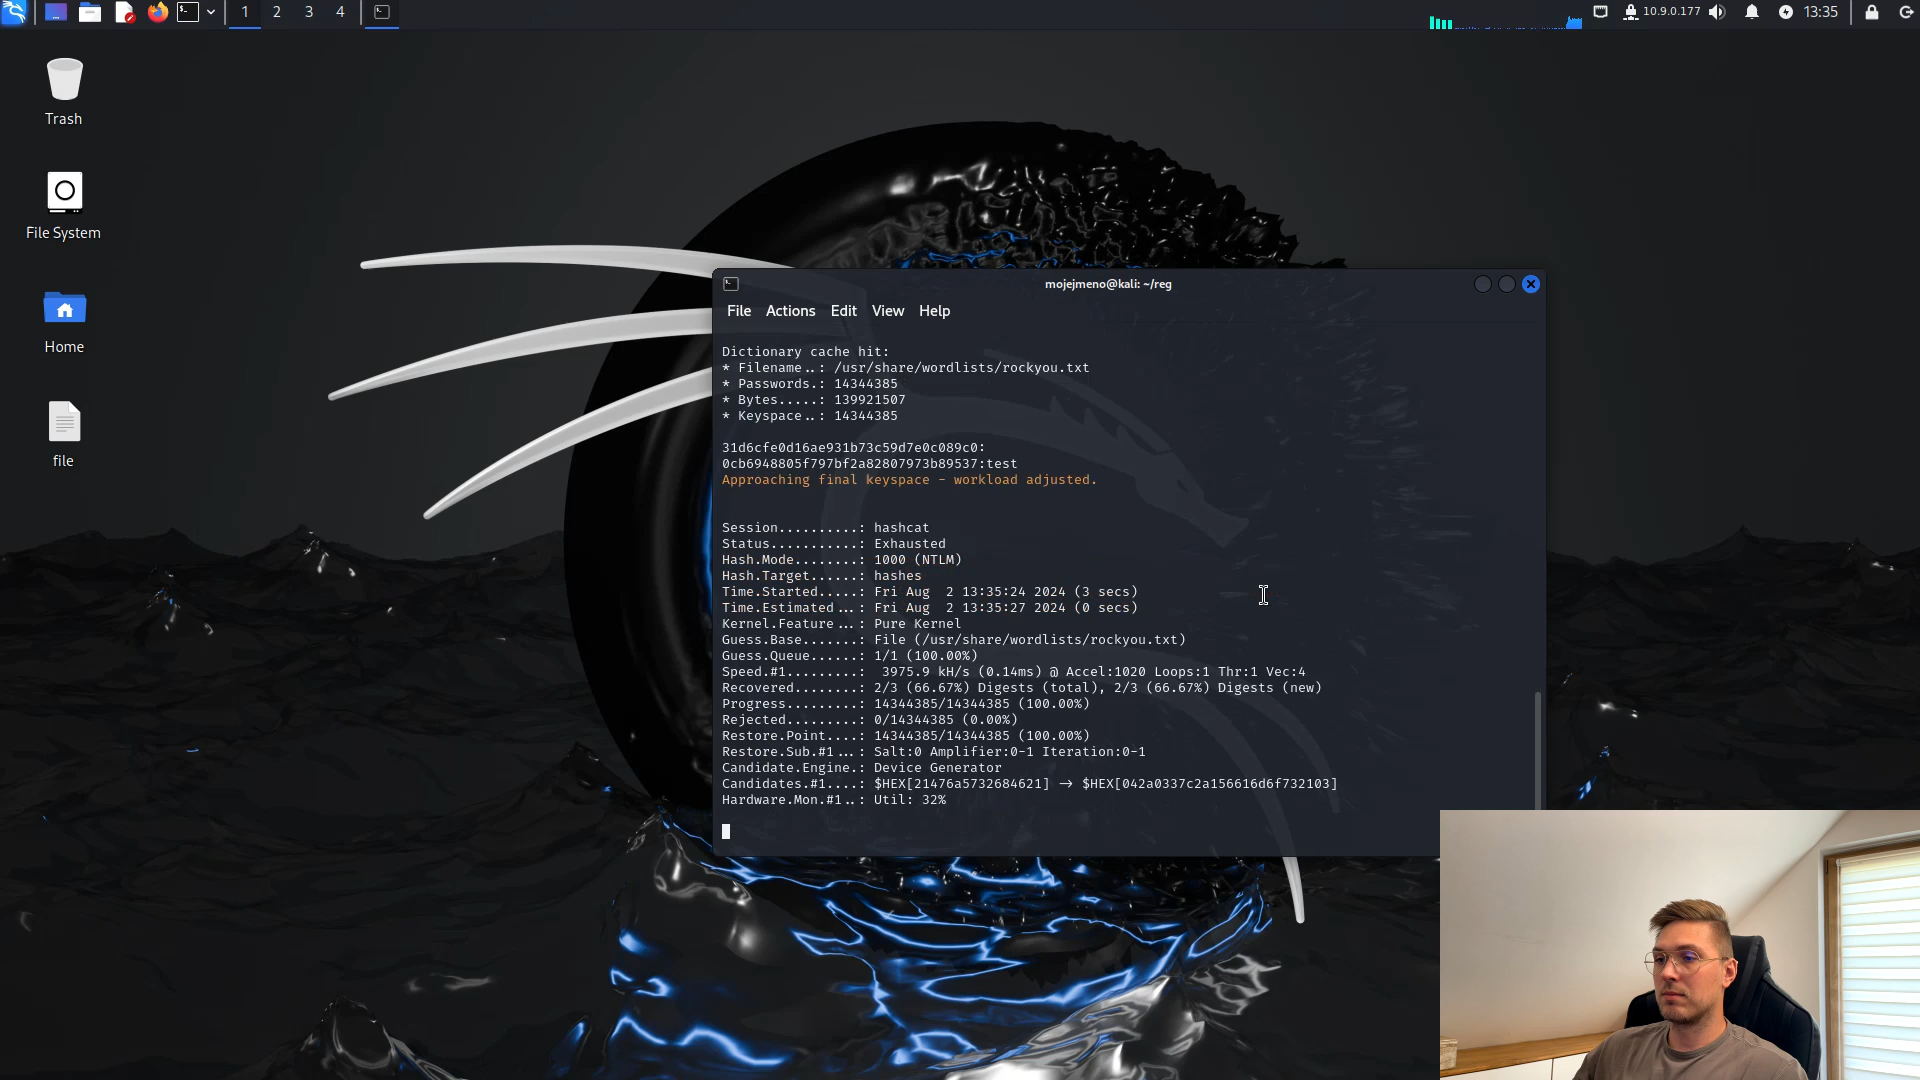 1 2 3 4
10.9.0.177
13:35
Trash
File System
Home
file
mojejmeno@kali: ~/reg
File Actions Edit View Help
Dictionary cache hit:
* Filename..: /usr/share/wordlists/rockyou.txt
* Passwords.: 14344385
* Bytes.....: 139921507
* Keyspace..: 14344385
31d6cfe0d16ae931b73c59d7e0c089c0:
0cb6948805f797bf2a82807973b89537:test
Approaching final keyspace - workload adjusted.
Session..........: hashcat
Status...........: Exhausted
Hash.Mode........: 1000 (NTLM)
Hash.Target......: hashes
Time.Started.....: Fri Aug  2 13:35:24 2024 (3 secs)
Time.Estimated...: Fri Aug  2 13:35:27 2024 (0 secs)
Kernel.Feature...: Pure Kernel
Guess.Base.......: File (/usr/share/wordlists/rockyou.txt)
Guess.Queue......: 1/1 (100.00%)
Speed.#1.........:  3975.9 kH/s (0.14ms) @ Accel:1020 Loops:1 Thr:1 Vec:4
Recovered........: 2/3 (66.67%) Digests (total), 2/3 (66.67%) Digests (new)
Progress.........: 14344385/14344385 (100.00%)
Rejected.........: 0/14344385 (0.00%)
Restore.Point....: 14344385/14344385 (100.00%)
Restore.Sub.#1...: Salt:0 Amplifier:0-1 Iteration:0-1
Candidate.Engine.: Device Generator
Candidates.#1....: $HEX[21476a5732684621] -> $HEX[042a0337c2a156616d6f732103]
Hardware.Mon.#1..: Util: 32%